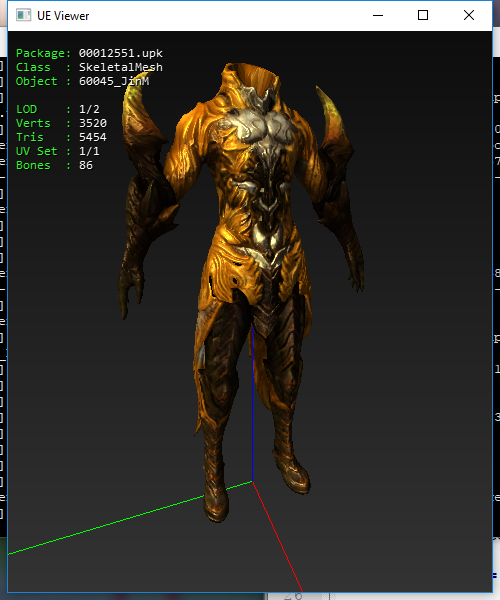 UE Viewer
Package: 00012551.upk
Class : SkeletalMesh
Object : 60045_JinM
LOD : 1/2
Verts : 3520
Tris : 5454
UV Set : 1/1
Bones : 86